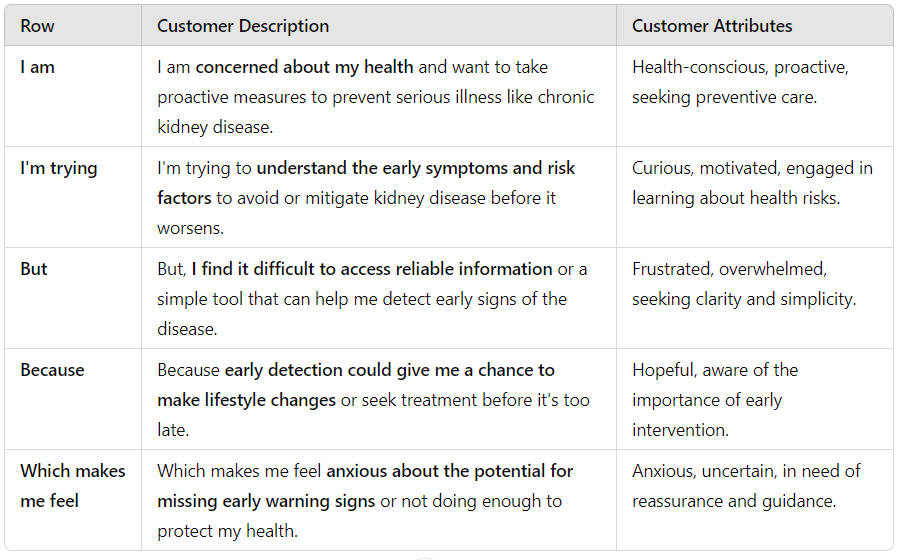 Row Customer Description Customer Attributes
I am I am concerned about my health and want to take Health-conscious, proactive,
proactive measures to prevent serious illness like chronic seeking preventive care.
kidney disease.
I'm trying I'm trying to understand the early symptoms and risk Curious, motivated, engaged in
factors to avoid or mitigate kidney disease before it learning about health risks.
worsens.
But But, I find it difficult to access reliable information or a Frustrated, overwhelmed,
simple tool that can help me detect early signs of the seeking clarity and simplicity.
disease.
Because Because early detection could give me a chance to Hopeful, aware of the
make lifestyle changes or seek treatment before it's too importance of early
late. intervention.
Which makes Which makes me feel anxious about the potential for Anxious, uncertain, in need of
me feel missing early warning signs or not doing enough to reassurance and guidance.
protect my health.